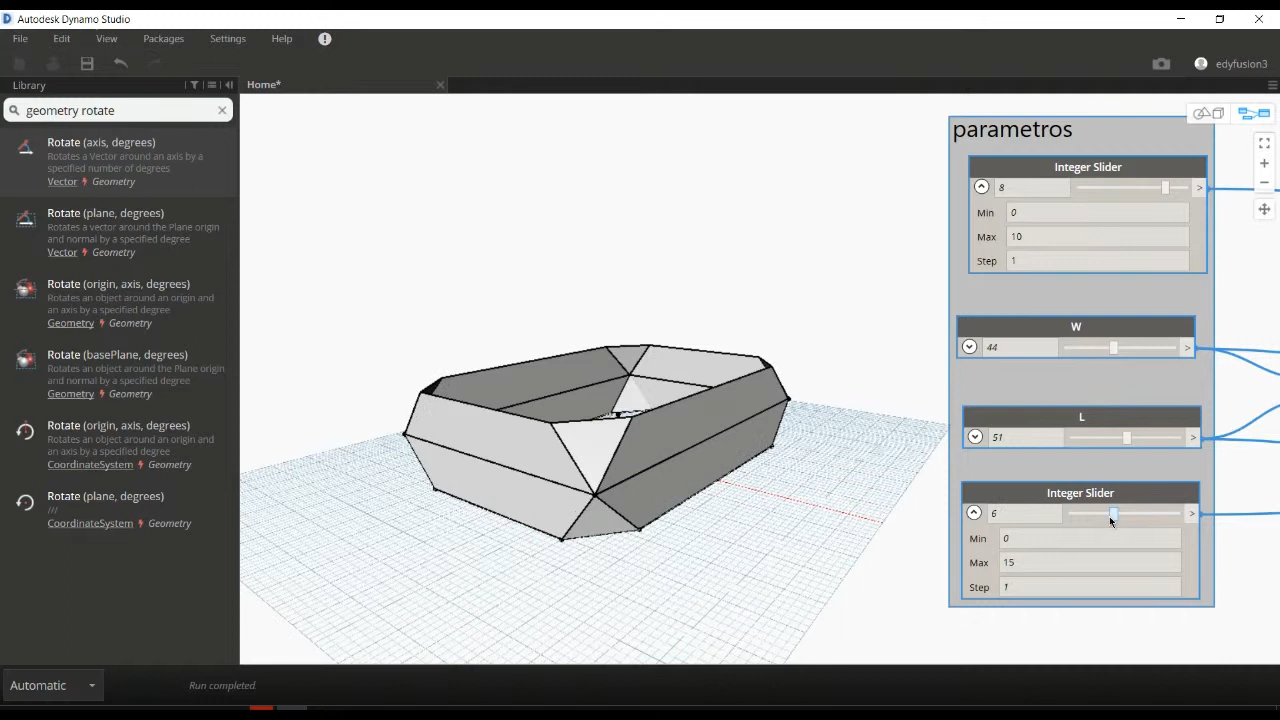 Autodesk Dynamo Studio
File Edit View Packages Settings Help
edyfusion3
Library
Home*
geometry rotate
Rotate (axis, degrees)
Rotates a Vector around an axis by a
specified number of degrees
Vector Geometry
Rotate (plane, degrees)
Rotates a vector around the Plane origin
and normal by a specified degree
Vector Geometry
Rotate (origin, axis, degrees)
Rotates an object around an origin and
an axis by a specified degree
Geometry Geometry
Rotate (basePlane, degrees)
Rotates an object around the Plane origin
and normal by a specified degree
Geometry Geometry
Rotate (origin, axis, degrees)
Rotates an object around an origin and
an axis by a specified degree
CoordinateSystem Geometry
Rotate (plane, degrees)
///
CoordinateSystem Geometry
parametros
Integer Slider
8 >
Min 0
Max 10
Step 1
W
44 >
L
51 >
Integer Slider
6 >
Min 0
Max 15
Step 1
Automatic
Run completed.